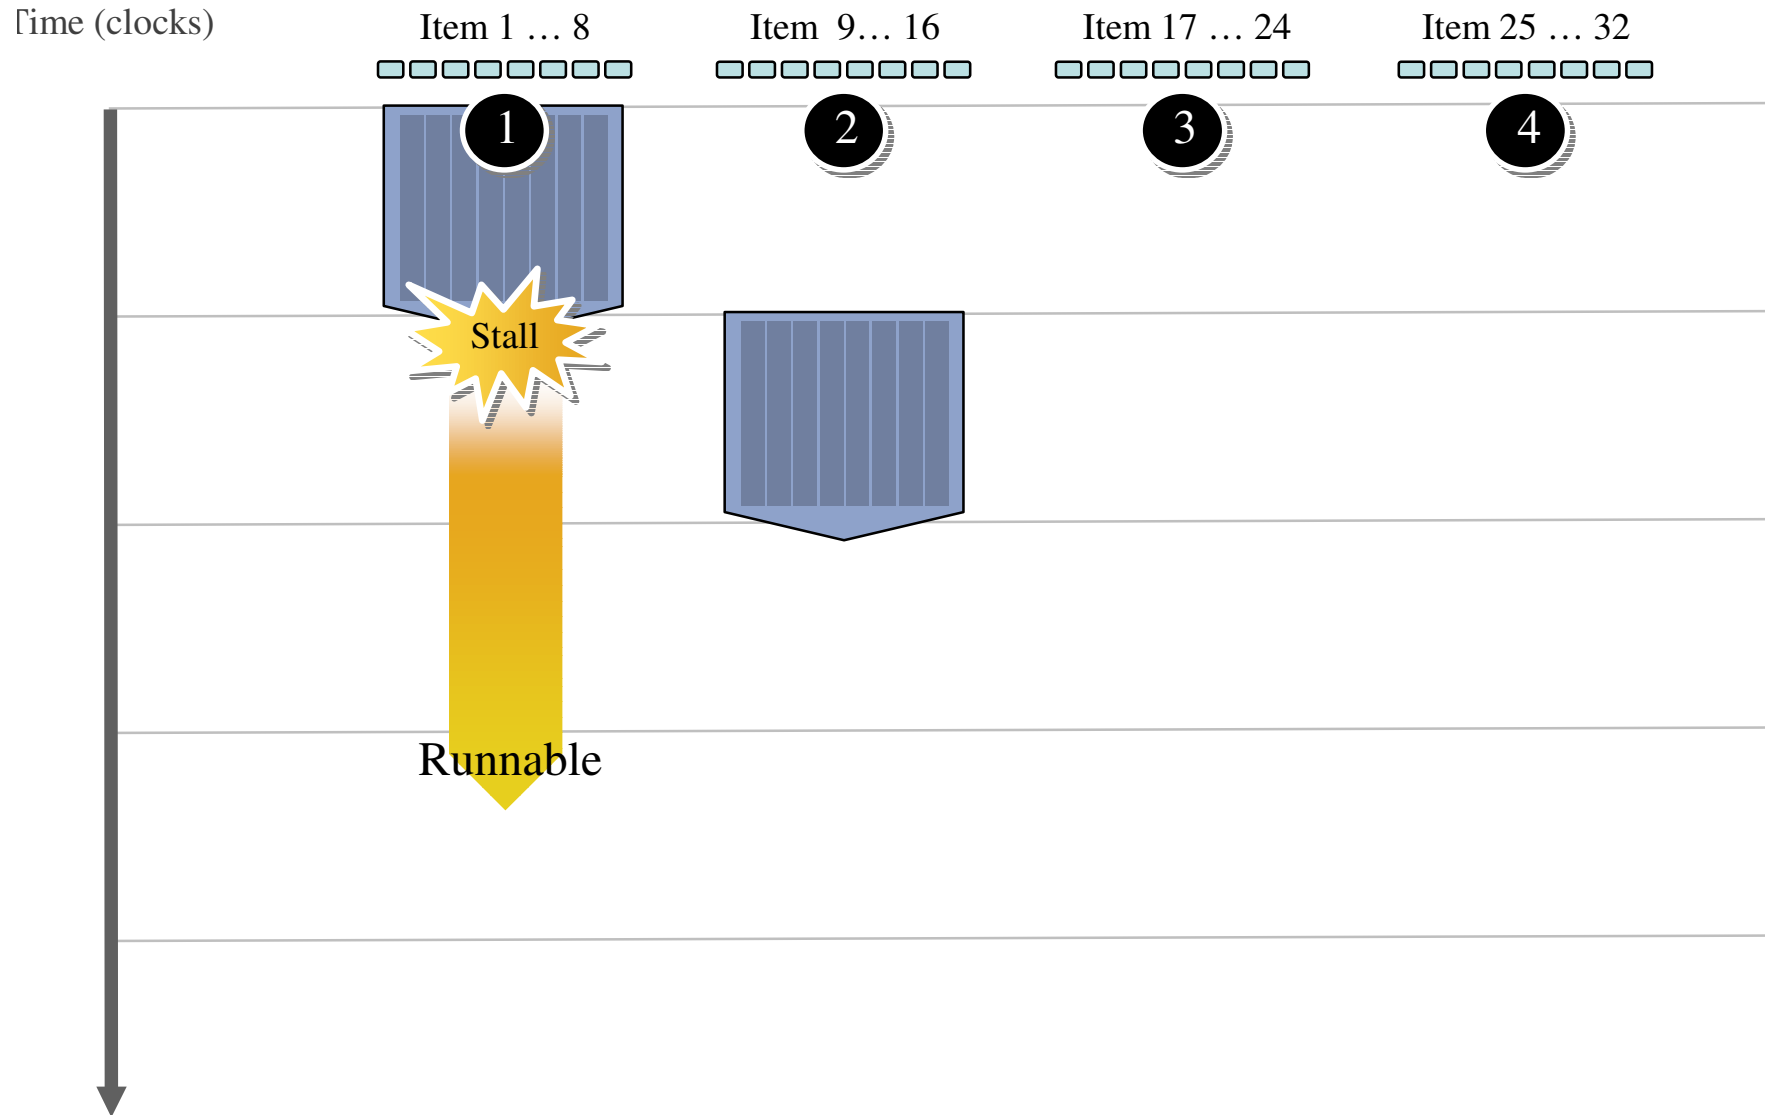 Time (clocks)
Item 1 … 8
Item 9… 16
Item 17 … 24
Item 25 … 32
1
2
3
4
Stall
Runnable